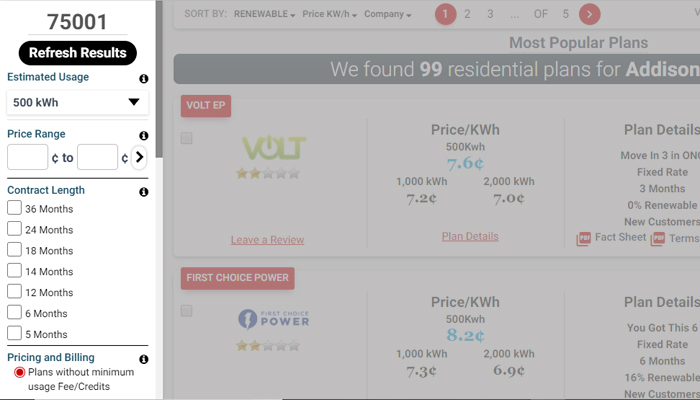 75001
Refresh Results
Estimated Usage
500 kWh
Price Range
¢ to ¢
Contract Length
36 Months
24 Months
18 Months
14 Months
12 Months
6 Months
5 Months
Pricing and Billing
Plans without minimum
usage Fee/Credits
SORT BY: RENEWABLE Price KW/h Company 1 2 3 ... OF 5
Most Popular Plans
We found 99 residential plans for Addison
VOLT EP
VOLT
Leave a Review
Price/KWh
500Kwh
7.6¢
1,000 kWh 2,000 kWh
7.2¢ 7.0¢
Plan Details
Plan Details
Move In 3 in ON
Fixed Rate
3 Months
0% Renewable
New Customers
Fact Sheet Terms
FIRST CHOICE POWER
FIRST CHOICE
POWER
Price/KWh
500Kwh
8.2¢
1,000 kWh 2,000 kWh
7.3¢ 6.9¢
Plan Details
You Got This 6
Fixed Rate
6 Months
16% Renewable
New Customers